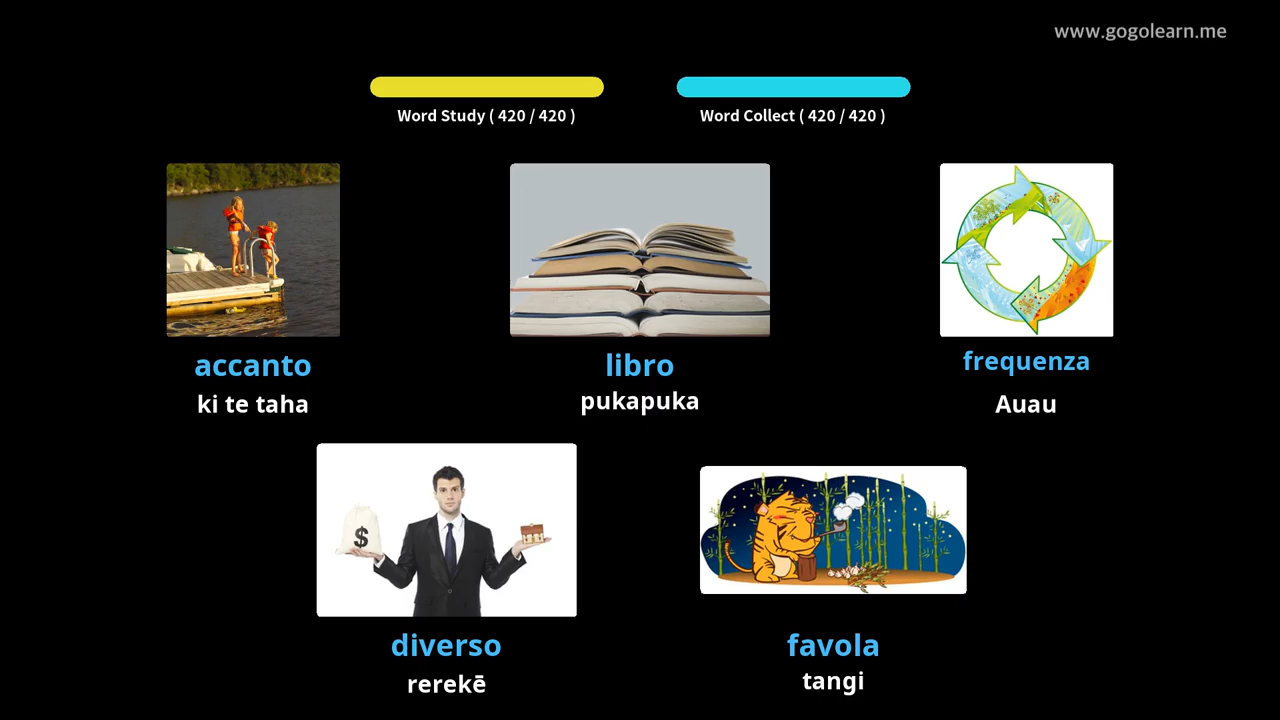 www.gogolearn.me
Word Study ( 420 / 420 )
Word Collect ( 420 / 420 )
accanto
ki te taha
libro
pukapuka
frequenza
Auau
$
diverso
rerekē
favola
tangi